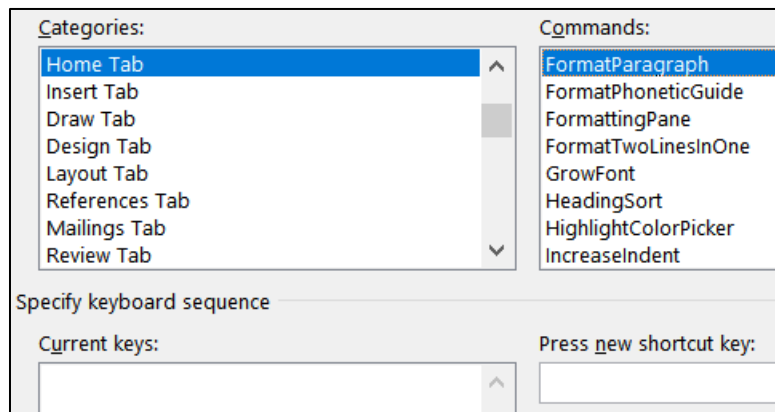 Categories:
Home Tab
Insert Tab
Draw Tab
Design Tab
Layout Tab
References Tab
Mailings Tab
Review Tab
Commands:
FormatParagraph
FormatPhoneticGuide
FormattingPane
FormatTwoLinesInOne
GrowFont
HeadingSort
HighlightColorPicker
IncreaseIndent
Specify keyboard sequence
Current keys:
Press new shortcut key: